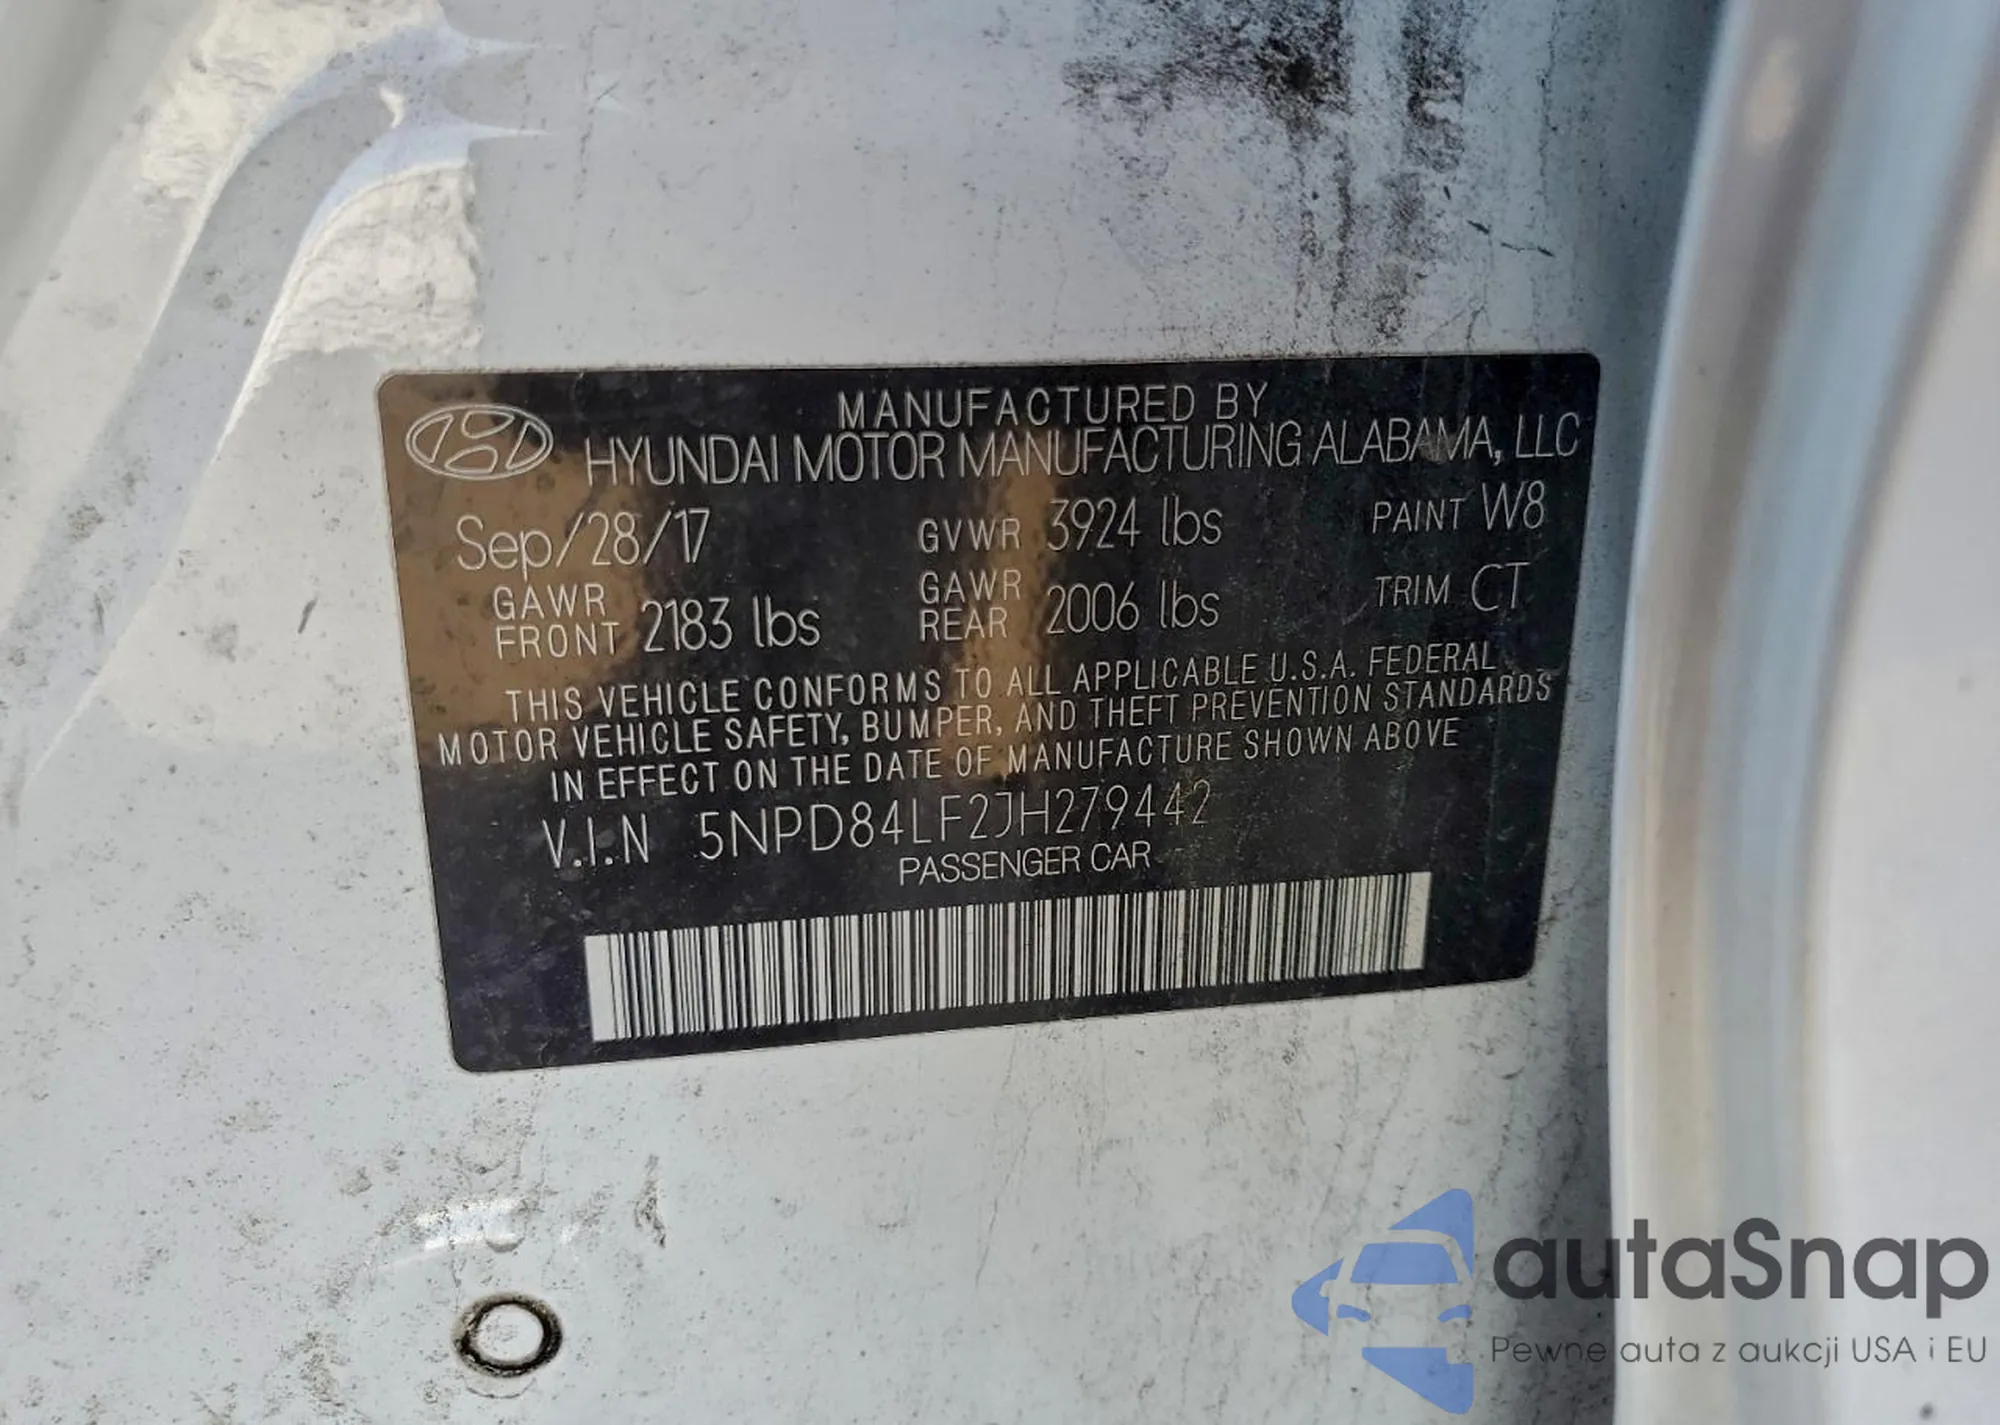 MANUFACTURED BY
HYUNDAI MOTOR MANUFACTURING ALABAMA, LLC
Sep/28/17 GVWR 3924 lbs PAINT W8
GAWR FRONT 2183 lbs GAWR REAR 2006 lbs TRIM CT
THIS VEHICLE CONFORMS TO ALL APPLICABLE U.S.A. FEDERAL
MOTOR VEHICLE SAFETY, BUMPER, AND THEFT PREVENTION STANDARDS
IN EFFECT ON THE DATE OF MANUFACTURE SHOWN ABOVE
V.I.N 5NPD84LF2JH279442
PASSENGER CAR
autaSnap
Pewne auta z aukcji USA i EU